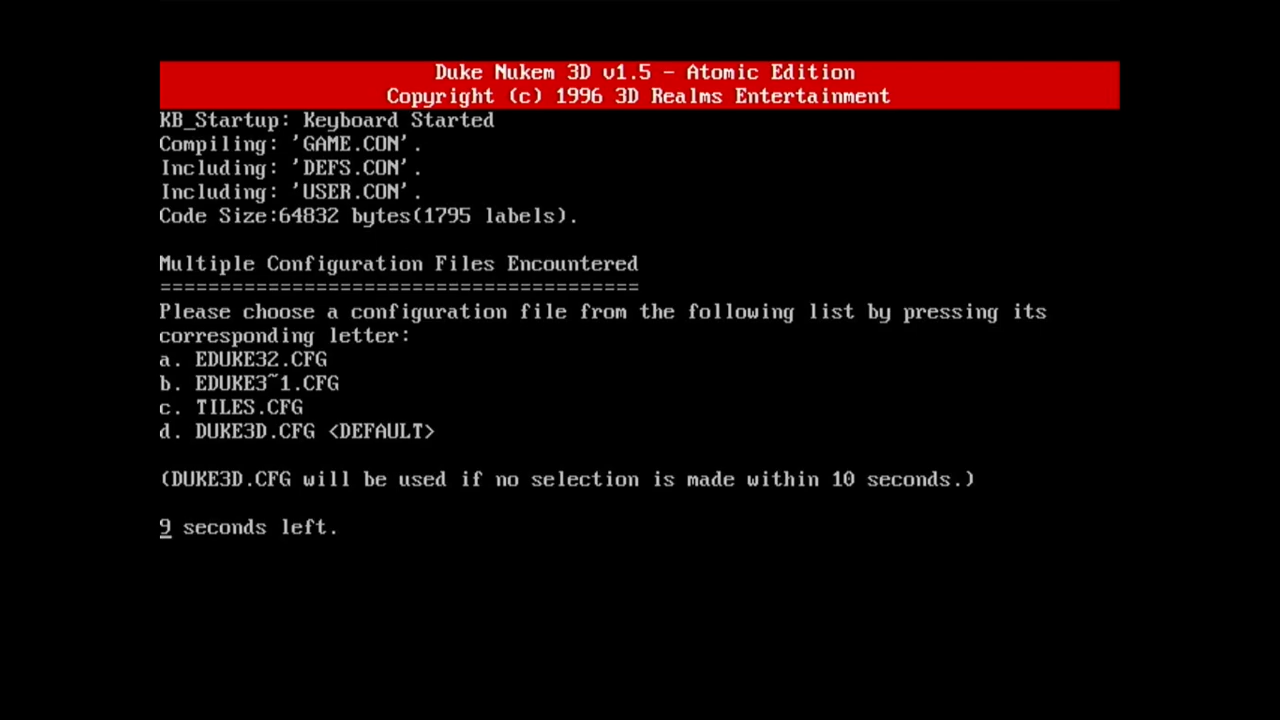 Duke Nukem 3D v1.5 - Atomic Edition
Copyright (c) 1996 3D Realms Entertainment
KB_Startup: Keyboard Started
Compiling: 'GAME.CON'.
Including: 'DEFS.CON'.
Including: 'USER.CON'.
Code Size:64832 bytes(1795 labels).
Multiple Configuration Files Encountered
========================================
Please choose a configuration file from the following list by pressing its
corresponding letter:
a. EDUKE32.CFG
b. EDUKE3~1.CFG
c. TILES.CFG
d. DUKE3D.CFG <DEFAULT>
(DUKE3D.CFG will be used if no selection is made within 10 seconds.)
9 seconds left.